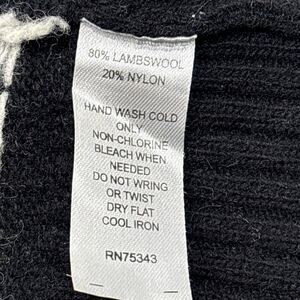 80% LAMBSWOOL
20% NYLON
HAND WASH COLD
ONLY
NON-CHLORINE
BLEACH WHEN
NEEDED
DO NOT WRING
OR TWIST
DRY FLAT
COOL IRON
RN75343